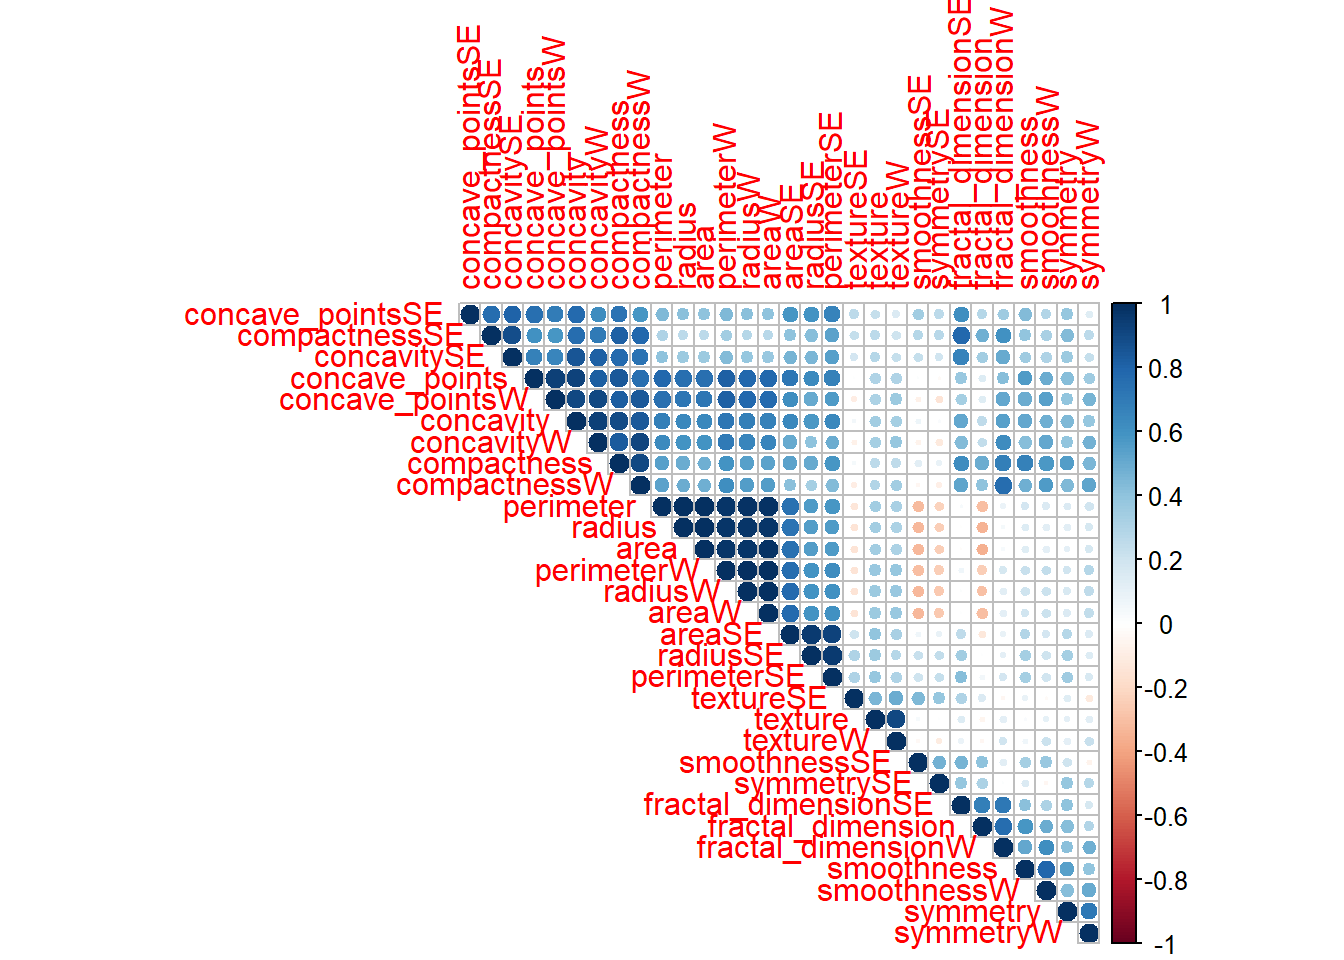 concave_pointsSE
compactnessSE
concavitySE
concave_points
concave_pointsW
concavity
concavityW
compactness
compactnessW
perimeter
radius
area
perimeterW
radiusW
areaW
areaSE
radiusSE
perimeterSE
textureSE
texture
textureW
smoothnessSE
symmetrySE
fractal_dimensionSE
fractal_dimension
fractal_dimensionW
smoothness
smoothnessW
symmetry
symmetryW
concave_pointsSE
compactnessSE
concavitySE
concave_points
concave_pointsW
concavity
concavityW
compactness
compactnessW
perimeter
radius
area
perimeterW
radiusW
areaW
areaSE
radiusSE
perimeterSE
textureSE
texture
textureW
smoothnessSE
symmetrySE
fractal_dimensionSE
fractal_dimension
fractal_dimensionW
smoothness
smoothnessW
symmetry
symmetryW
1
0.8
0.6
0.4
0.2
0
-0.2
-0.4
-0.6
-0.8
-1